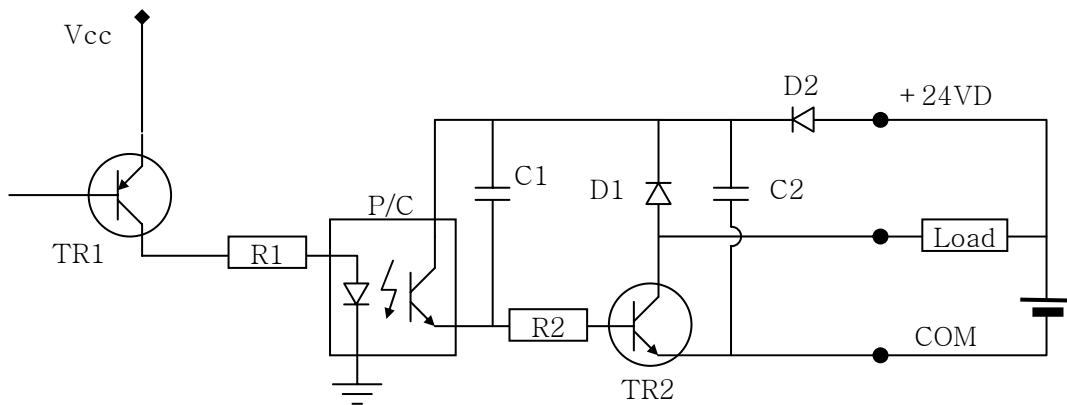 Vcc
D2
+24VD
C1
D1
C2
P/C
TR1
R1
Load
R2
COM
TR2